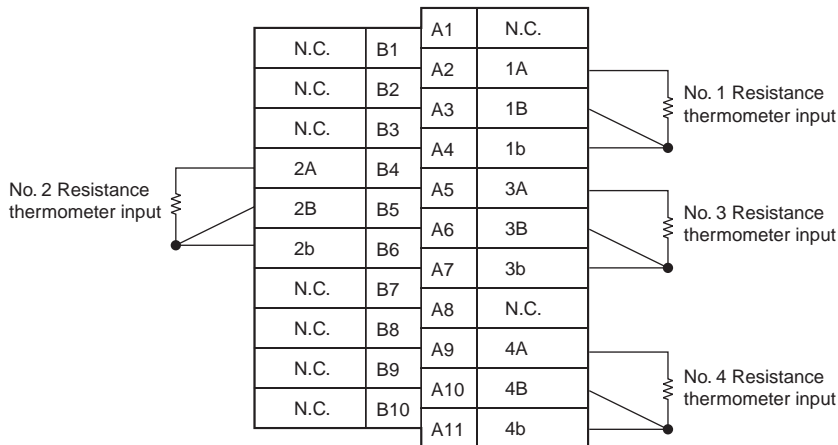 No. 2 Resistance
thermometer input
N.C. B1
N.C. B2
N.C. B3
2A B4
2B B5
2b B6
N.C. B7
N.C. B8
N.C. B9
N.C. B10
A1 N.C.
A2 1A
A3 1B
A4 1b
A5 3A
A6 3B
A7 3b
A8 N.C.
A9 4A
A10 4B
A11 4b
No. 1 Resistance
thermometer input
No. 3 Resistance
thermometer input
No. 4 Resistance
thermometer input